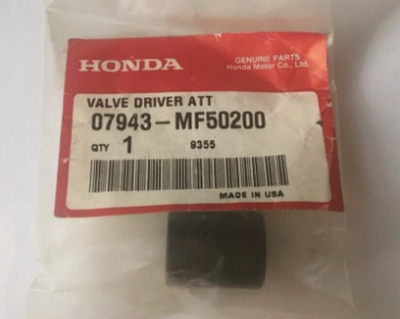 HONDA
GENUINE PARTS
Honda Motor Co., Ltd.
VALVE DRIVER ATT
07943-MF50200
QTY 1 9355
MADE IN USA